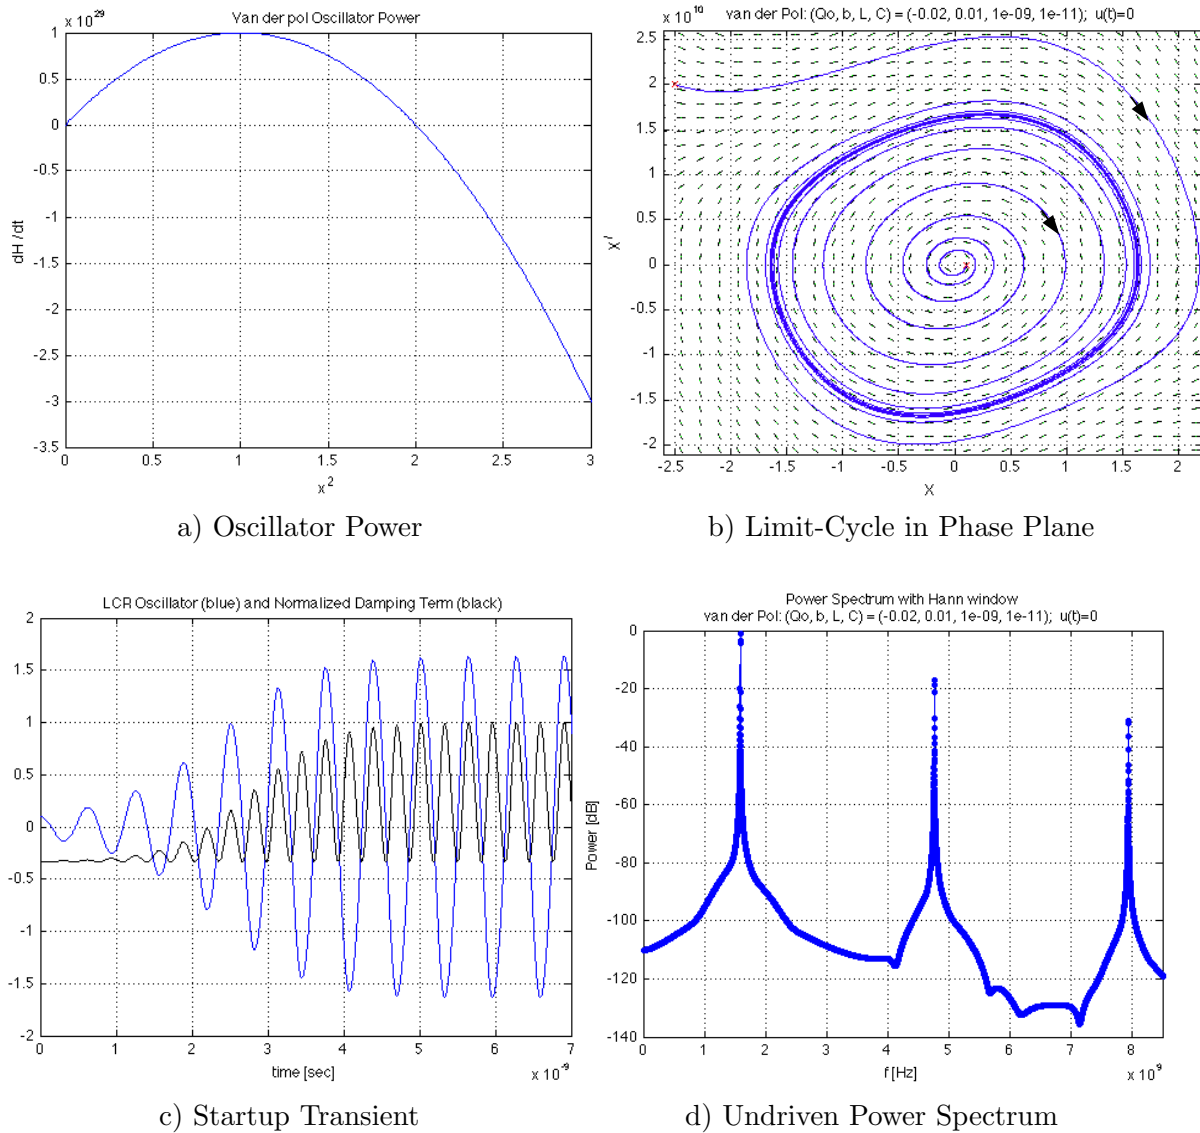 Van der pol Oscillator Power
x 10^29
1
0.5
0
-0.5
-1
-1.5
-2
-2.5
-3
-3.5
dH /dt
0 0.5 1 1.5 2 2.5 3
x^2
a) Oscillator Power
van der Pol: (Qo, b, L, C) = (-0.02, 0.01, 1e-09, 1e-11); u(t)=0
x 10^10
2.5
2
1.5
1
0.5
0
-0.5
-1
-1.5
-2
X'
-2.5 -2 -1.5 -1 -0.5 0 0.5 1 1.5 2
X
b) Limit-Cycle in Phase Plane
LCR Oscillator (blue) and Normalized Damping Term (black)
2
1.5
1
0.5
0
-0.5
-1
-1.5
-2
0 1 2 3 4 5 6 7
time [sec]
x 10^-9
c) Startup Transient
Power Spectrum with Hann window
van der Pol: (Qo, b, L, C) = (-0.02, 0.01, 1e-09, 1e-11); u(t)=0
0
-20
-40
-60
-80
-100
-120
-140
Power [dB]
0 1 2 3 4 5 6 7 8
f [Hz]
x 10^9
d) Undriven Power Spectrum